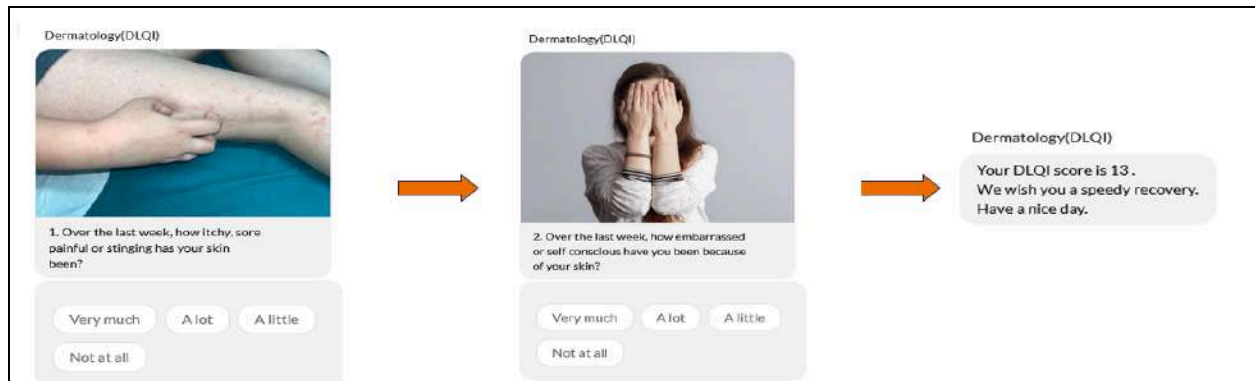 Dermatology(DLQI)
1. Over the last week, how itchy, sore
painful or stinging has your skin
been?
Very much
A lot
A little
Not at all
Dermatology(DLQI)
2. Over the last week, how embarrassed
or self conscious have you been because
of your skin?
Very much
A lot
A little
Not at all
Dermatology(DLQI)
Your DLQI score is 13.
We wish you a speedy recovery.
Have a nice day.